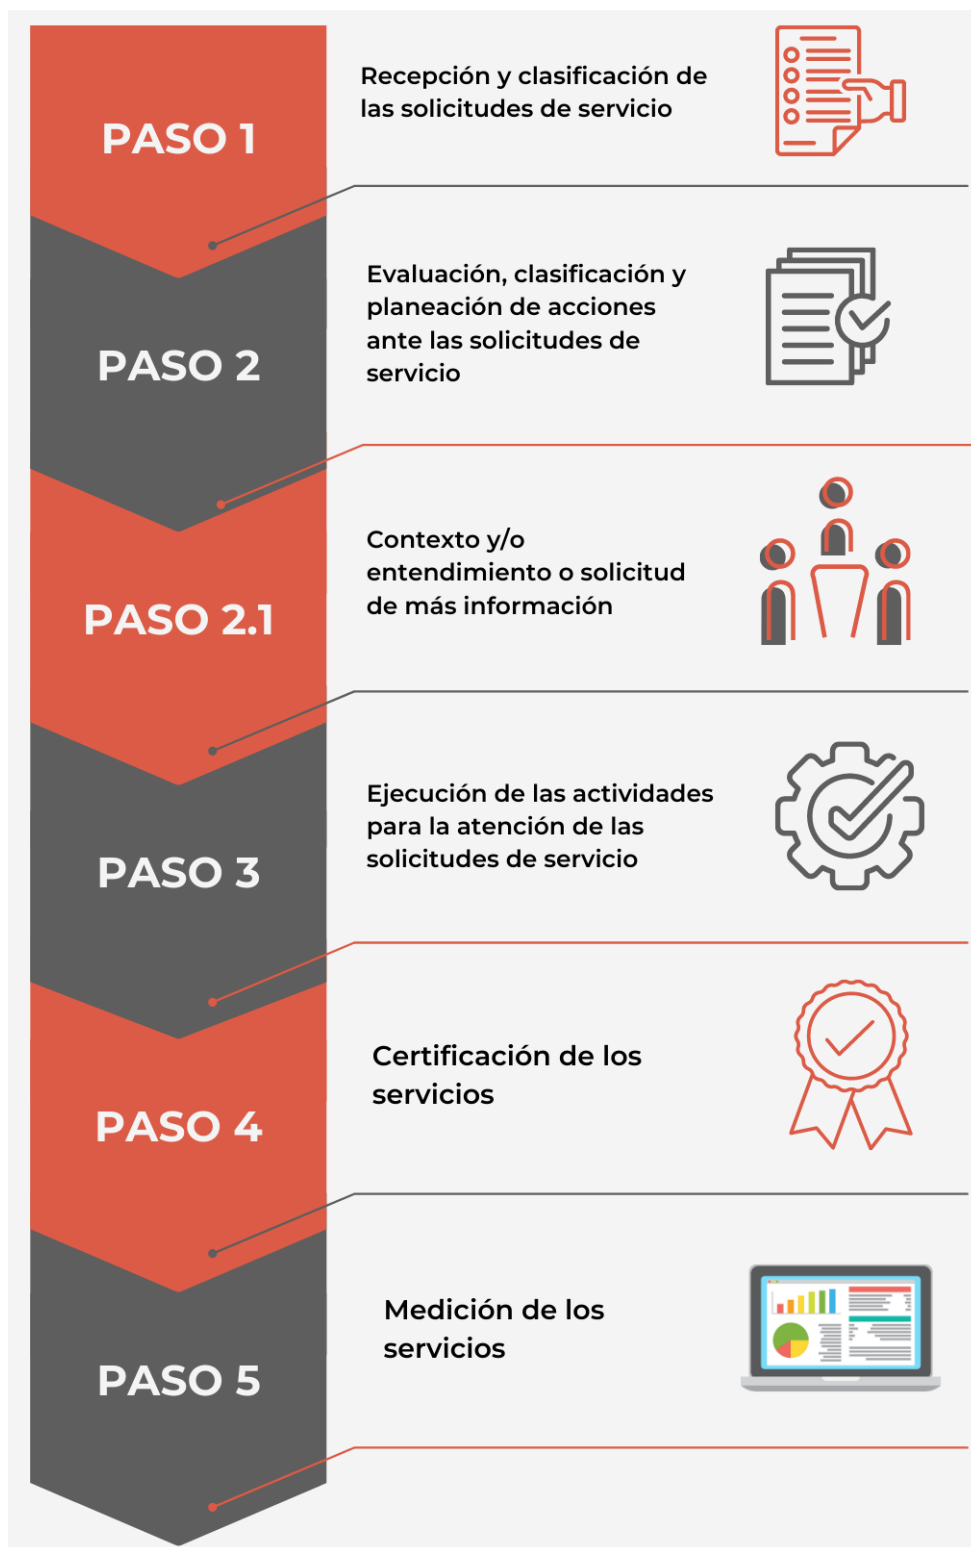 PASO 1
Recepción y clasificación de
las solicitudes de servicio
PASO 2
Evaluación, clasificación y
planeación de acciones
ante las solicitudes de
servicio
PASO 2.1
Contexto y/o
entendimiento o solicitud
de más información
PASO 3
Ejecución de las actividades
para la atención de las
solicitudes de servicio
PASO 4
Certificación de los
servicios
PASO 5
Medición de los
servicios